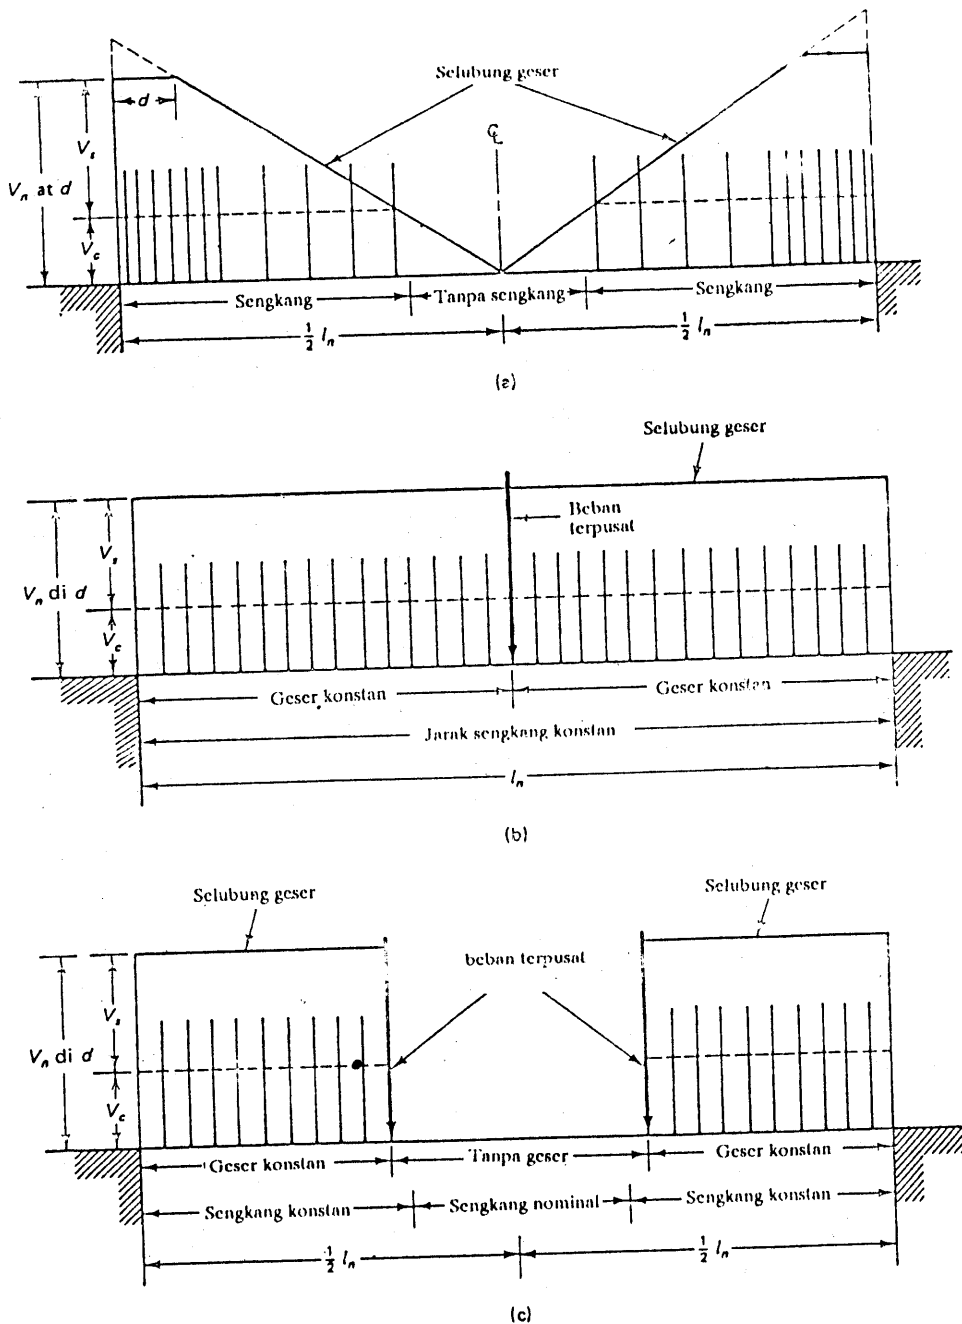 Selubung geser
C̲L
d
V_s
V_n at d
V_c
Sengkang
Tanpa sengkang
Sengkang
½ l_n
½ l_n
(a)
Selubung geser
Beban
terpusat
V_s
V_n di d
V_c
Geser konstan
Geser konstan
Jarak sengkang konstan
l_n
(b)
Selubung geser
Selubung geser
beban terpusat
V_s
V_n di d
V_c
Geser konstan
Tanpa geser
Geser konstan
Sengkang konstan
Sengkang nominal
Sengkang konstan
½ l_n
½ l_n
(c)